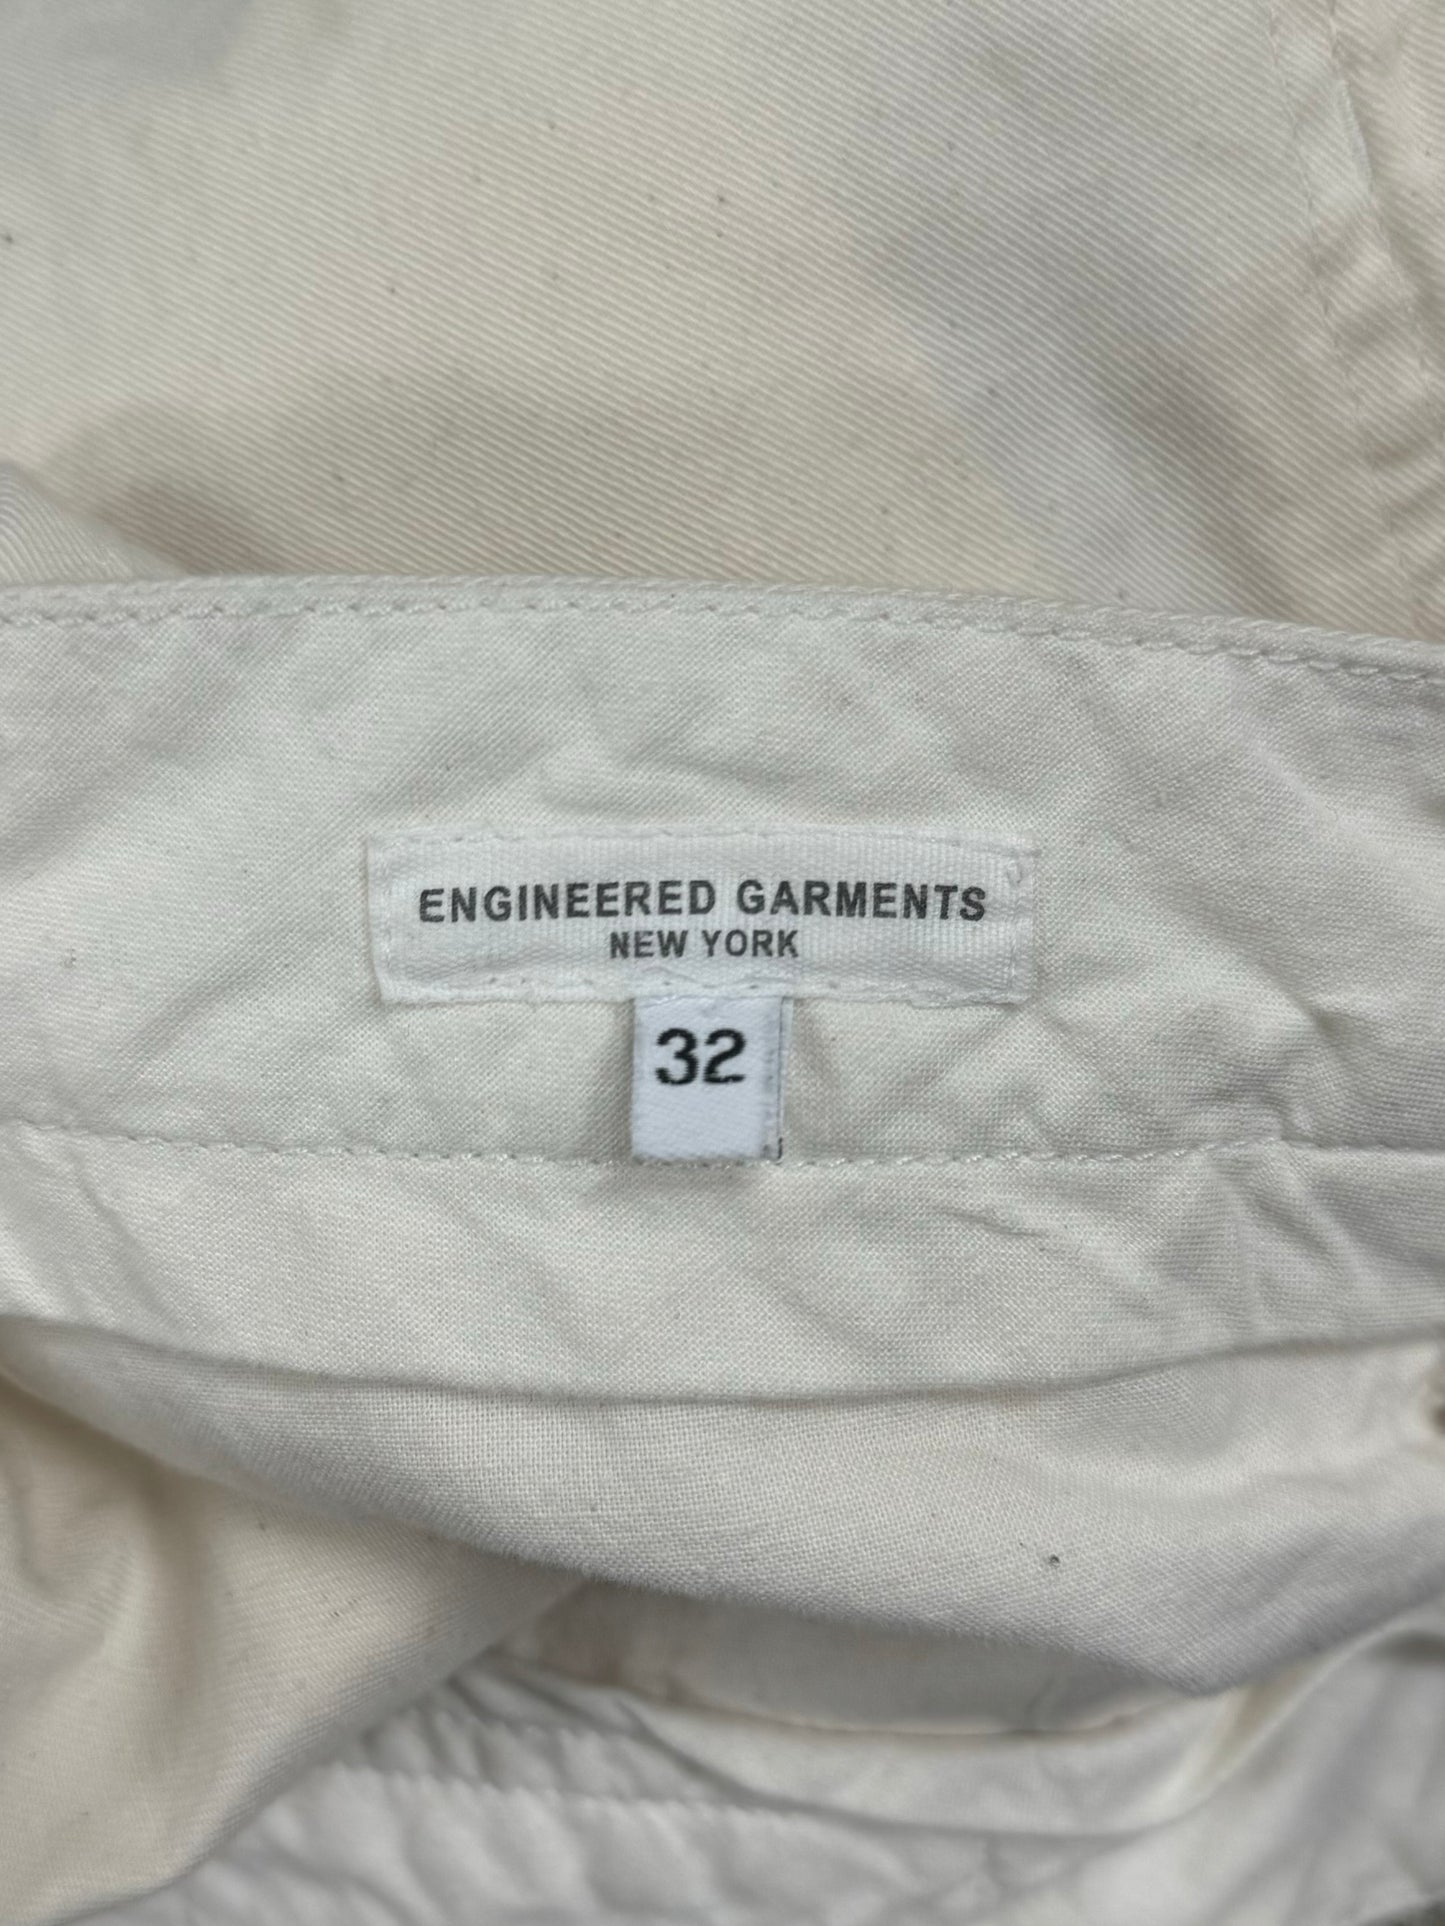 ENGINEERED GARMENTS
NEW YORK
32